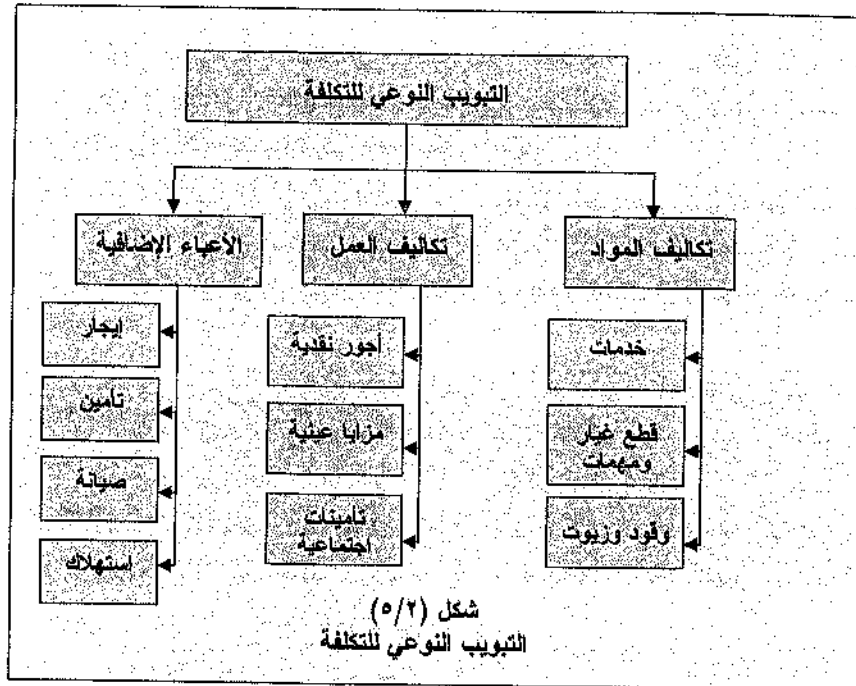 التبويب النوعي للتكلفة
تكاليف المواد
تكاليف العمل
الأعباء الإضافية
خدمات
قطع غيار
ومهمات
وقود وزيوت
أجور نقدية
مزايا عينية
تأمينات
اجتماعية
إيجار
تأمين
صيانة
استهلاك
شكل (٥/٢)
التبويب النوعي للتكلفة